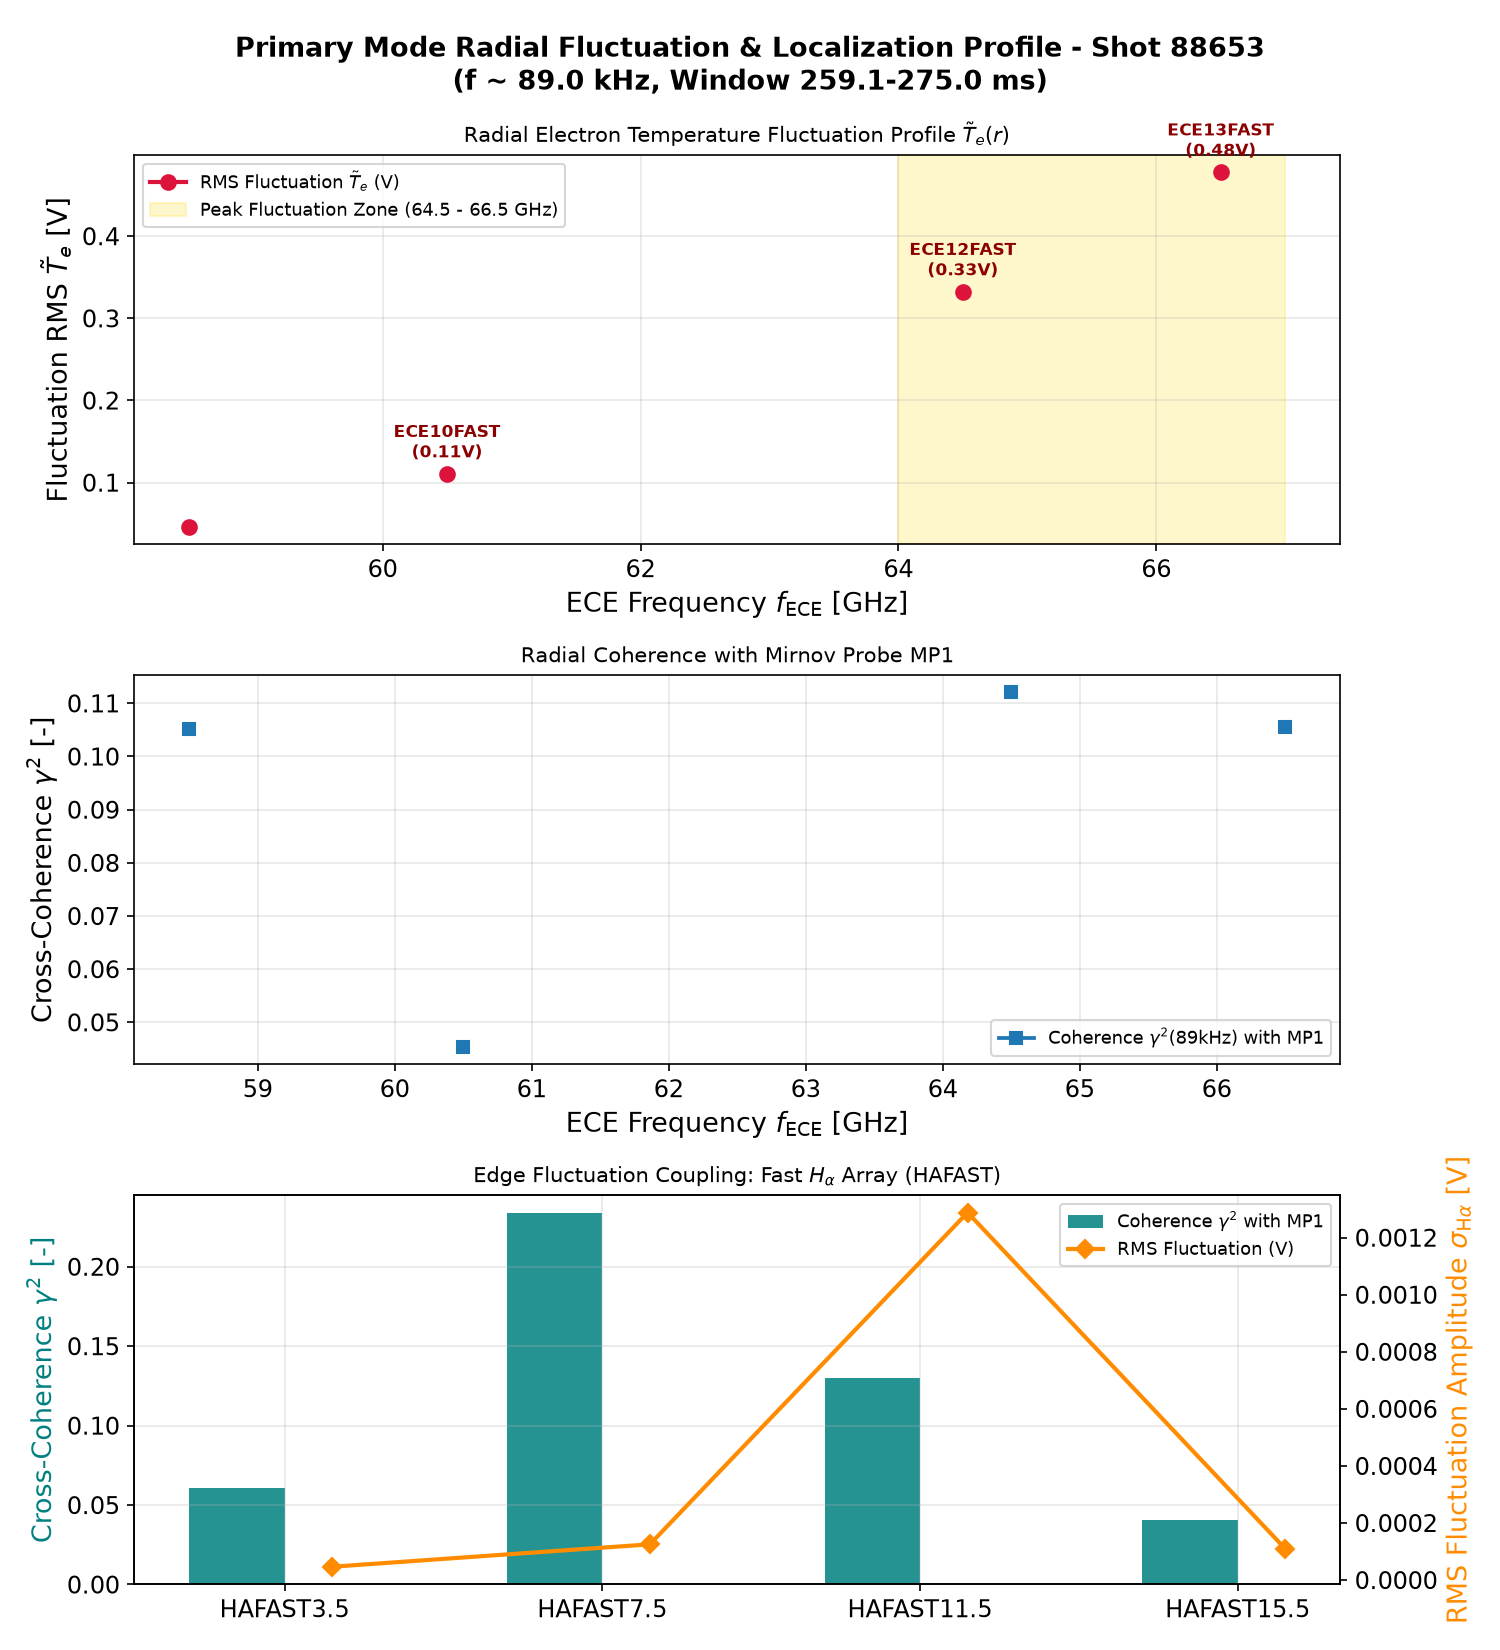 Primary Mode Radial Fluctuation & Localization Profile - Shot 88653
(f ~ 89.0 kHz, Window 259.1-275.0 ms)
Radial Electron Temperature Fluctuation Profile T̃ₑ(r)
Fluctuation RMS T̃ₑ [V]
0.4
0.3
0.2
0.1
RMS Fluctuation T̃ₑ (V)
Peak Fluctuation Zone (64.5 - 66.5 GHz)
ECE13FAST
(0.48V)
ECE12FAST
(0.33V)
ECE10FAST
(0.11V)
60
62
64
66
ECE Frequency f_ECE [GHz]
Radial Coherence with Mirnov Probe MP1
Cross-Coherence γ² [-]
0.11
0.10
0.09
0.08
0.07
0.06
0.05
Coherence γ²(89kHz) with MP1
59
60
61
62
63
64
65
66
ECE Frequency f_ECE [GHz]
Edge Fluctuation Coupling: Fast H_α Array (HAFAST)
Cross-Coherence γ² [-]
0.20
0.15
0.10
0.05
0.00
Coherence γ² with MP1
RMS Fluctuation (V)
0.0012
0.0010
0.0008
0.0006
0.0004
0.0002
0.0000
RMS Fluctuation Amplitude σ_Hα [V]
HAFAST3.5
HAFAST7.5
HAFAST11.5
HAFAST15.5